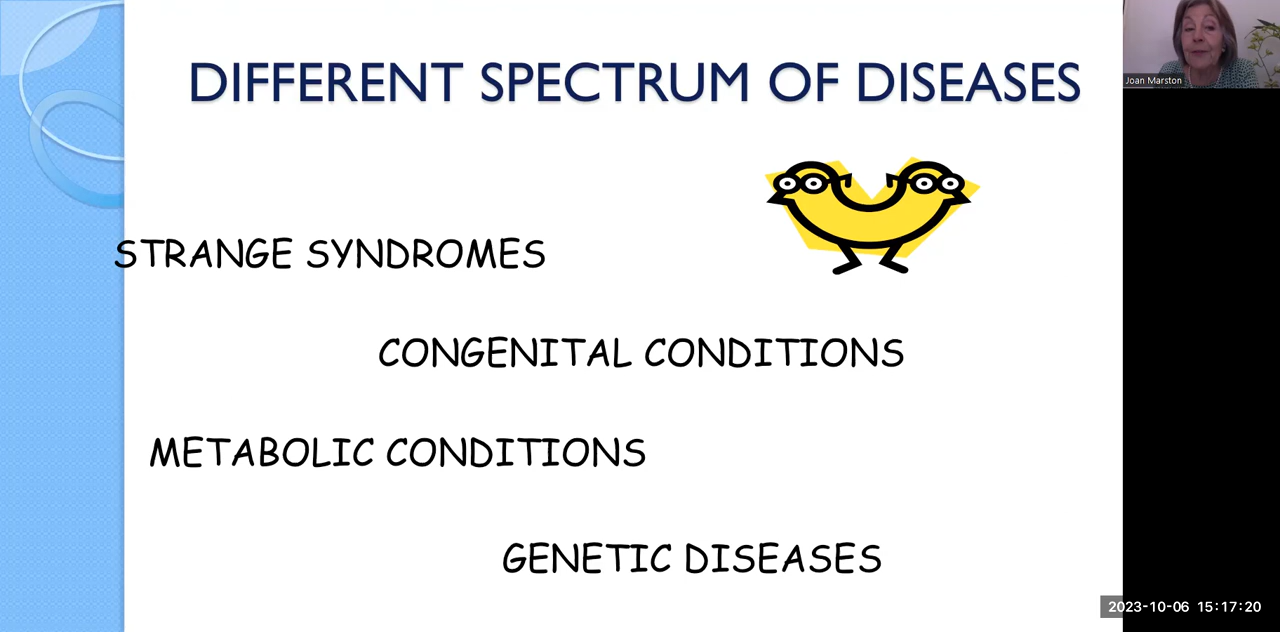 DIFFERENT SPECTRUM OF DISEASES
Joan Marston
STRANGE SYNDROMES
CONGENITAL CONDITIONS
METABOLIC CONDITIONS
GENETIC DISEASES
2023-10-06 15:17:20